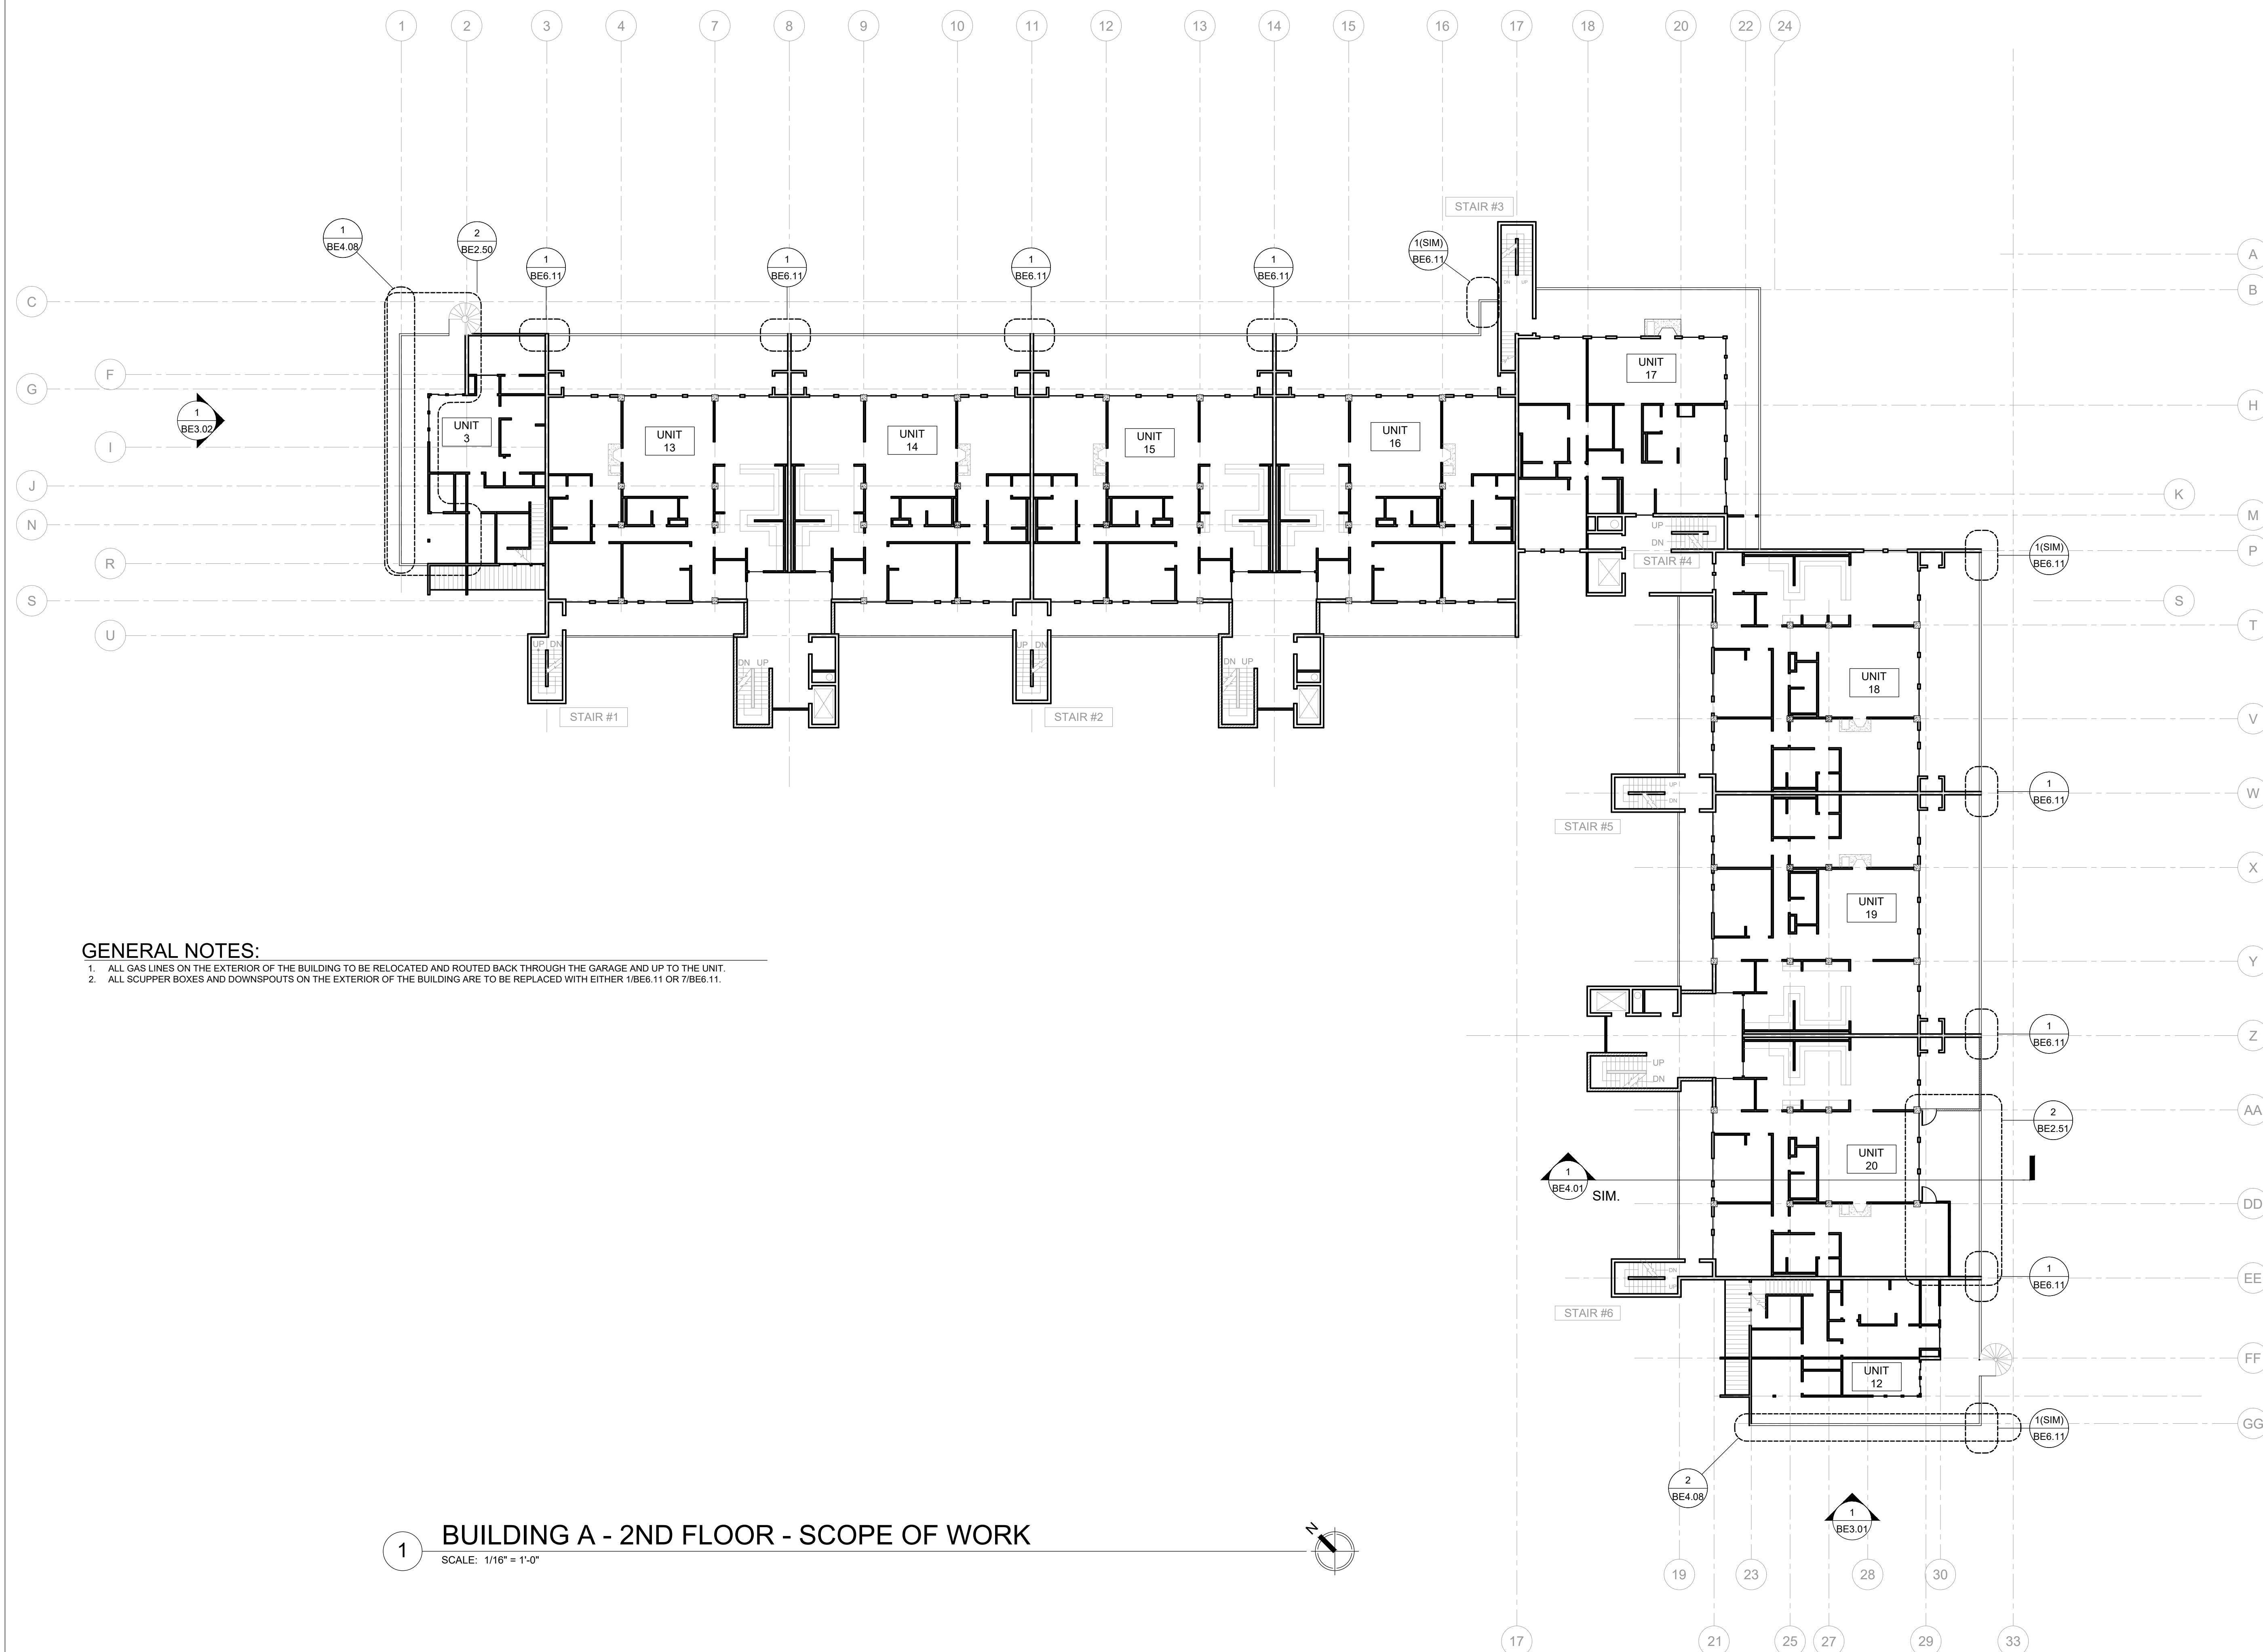 1
2
3
4
7
8
9
10
11
12
13
14
15
16
17
18
20
22
24
STAIR #3
1
BE4.08
2
BE2.50
1
BE6.11
1
BE6.11
1
BE6.11
1
BE6.11
1(SIM)
BE6.11
A
B
C
DN UP
F
G
H
I
J
K
N
M
R
P
S
S
U
T
1
BE3.02
UNIT
3
UNIT
13
UNIT
14
UNIT
15
UNIT
16
UNIT
17
UP
DN
STAIR #4
1(SIM)
BE6.11
UP DN
DN UP
UP DN
DN UP
STAIR #1
STAIR #2
UNIT
18
V
UP
DN
STAIR #5
1
BE6.11
W
X
UNIT
19
Y
GENERAL NOTES:
1. ALL GAS LINES ON THE EXTERIOR OF THE BUILDING TO BE RELOCATED AND ROUTED BACK THROUGH THE GARAGE AND UP TO THE UNIT.
2. ALL SCUPPER BOXES AND DOWNSPOUTS ON THE EXTERIOR OF THE BUILDING ARE TO BE REPLACED WITH EITHER 1/BE6.11 OR 7/BE6.11.
1
BE6.11
Z
UP
DN
2
BE2.51
AA
UNIT
20
1
BE4.01
SIM.
DD
DN
UP
STAIR #6
1
BE6.11
EE
FF
UNIT
12
1(SIM)
BE6.11
GG
2
BE4.08
1
BE3.01
1
BUILDING A - 2ND FLOOR - SCOPE OF WORK
SCALE: 1/16" = 1'-0"
N
19
23
28
30
17
21
25
27
29
33